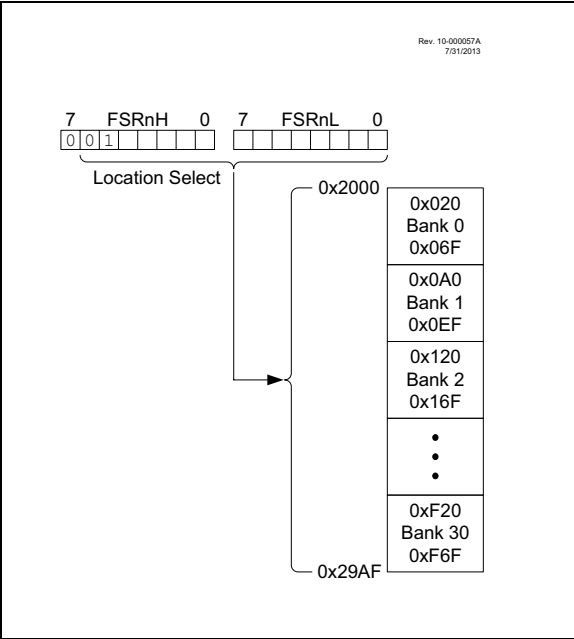 Rev. 10-000057A
7/31/2013
7 FSRnH 0 7 FSRnL 0
0 0 1
Location Select
0x2000
0x020
Bank 0
0x06F
0x0A0
Bank 1
0x0EF
0x120
Bank 2
0x16F
0xF20
Bank 30
0xF6F
0x29AF